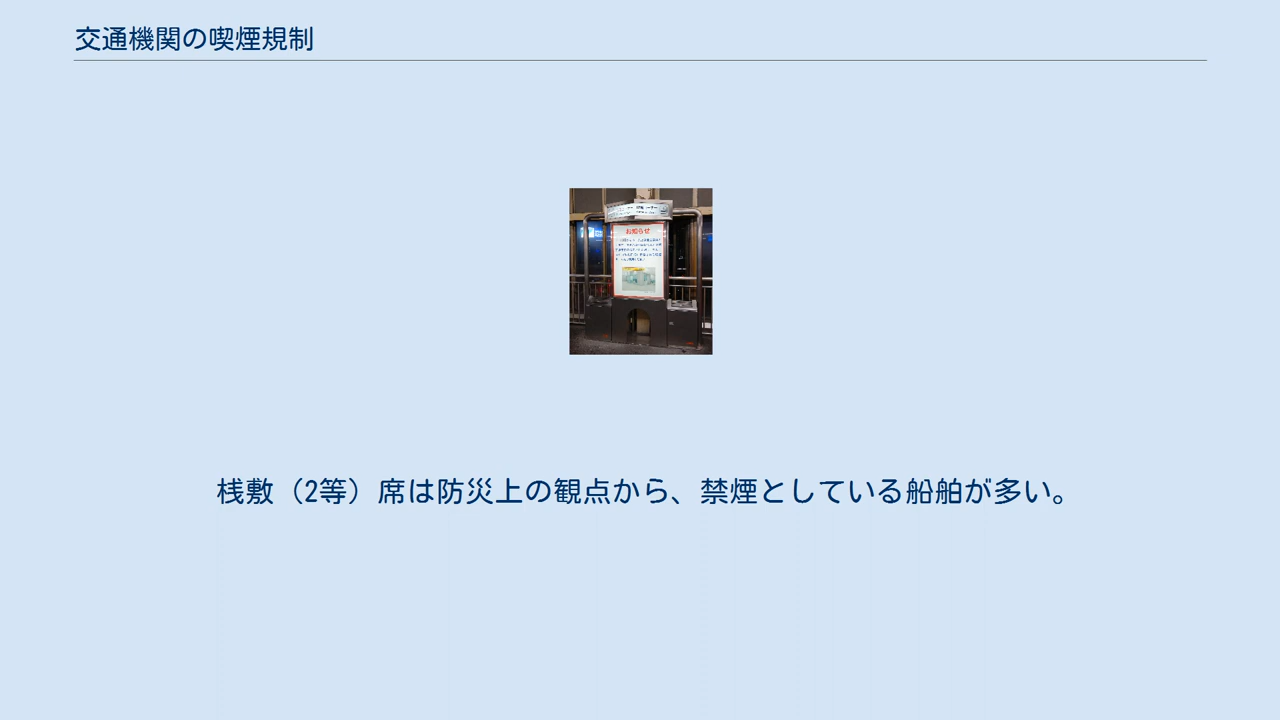 交通機関の喫煙規制
お知らせ
桟敷（2等）席は防災上の観点から、禁煙としている船舶が多い。